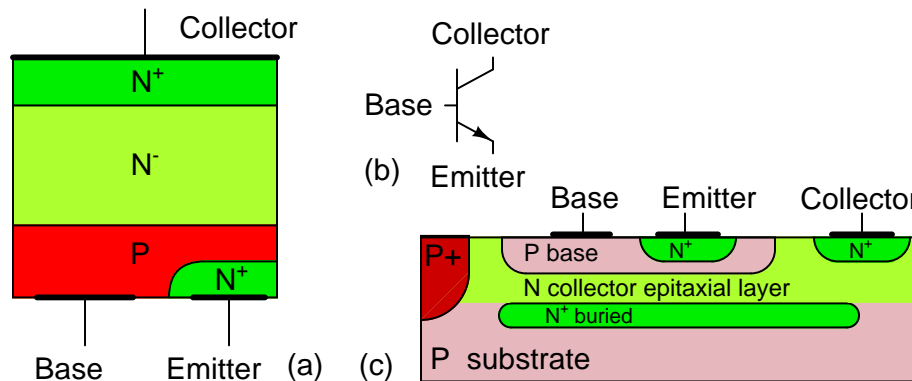 Collector
N+
N-
P
N+
Base
Emitter
(a)
Collector
Base
Emitter
(b)
Base
Emitter
Collector
P+
P base
N+
N+
N collector epitaxial layer
N+ buried
P substrate
(c)